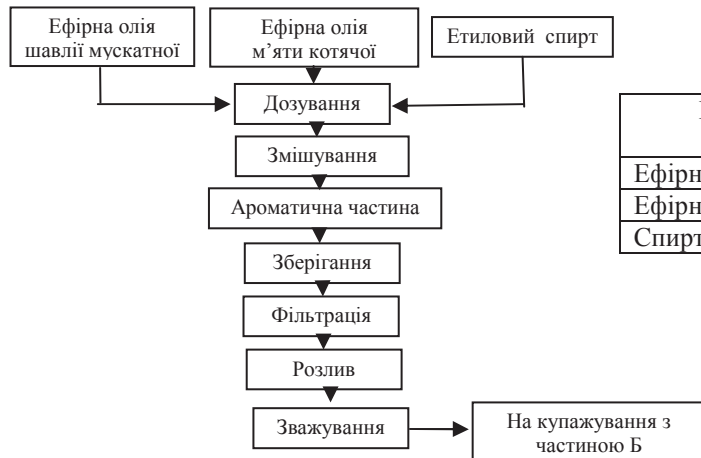 Ефірна олія
шавлії мускатної
Ефірна олія
м’яти котячої
Етиловий спирт
Дозування
Змішування
Ароматична частина
Зберігання
Фільтрація
Розлив
Зважування
На купажування з
частиною Б
Ефірн
Ефірн
Спирт